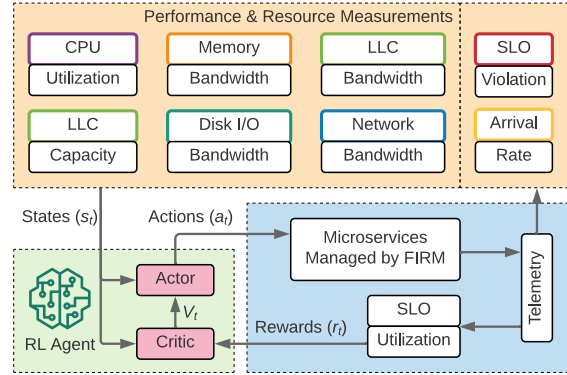 Performance & Resource Measurements
CPU
Utilization
Memory
Bandwidth
LLC
Bandwidth
SLO
Violation
LLC
Capacity
Disk I/O
Bandwidth
Network
Bandwidth
Arrival
Rate
States (st)
Actions (at)
Microservices
Managed by FIRM
Telemetry
Actor
Vt
Critic
RL Agent
Rewards (rt)
SLO
Utilization